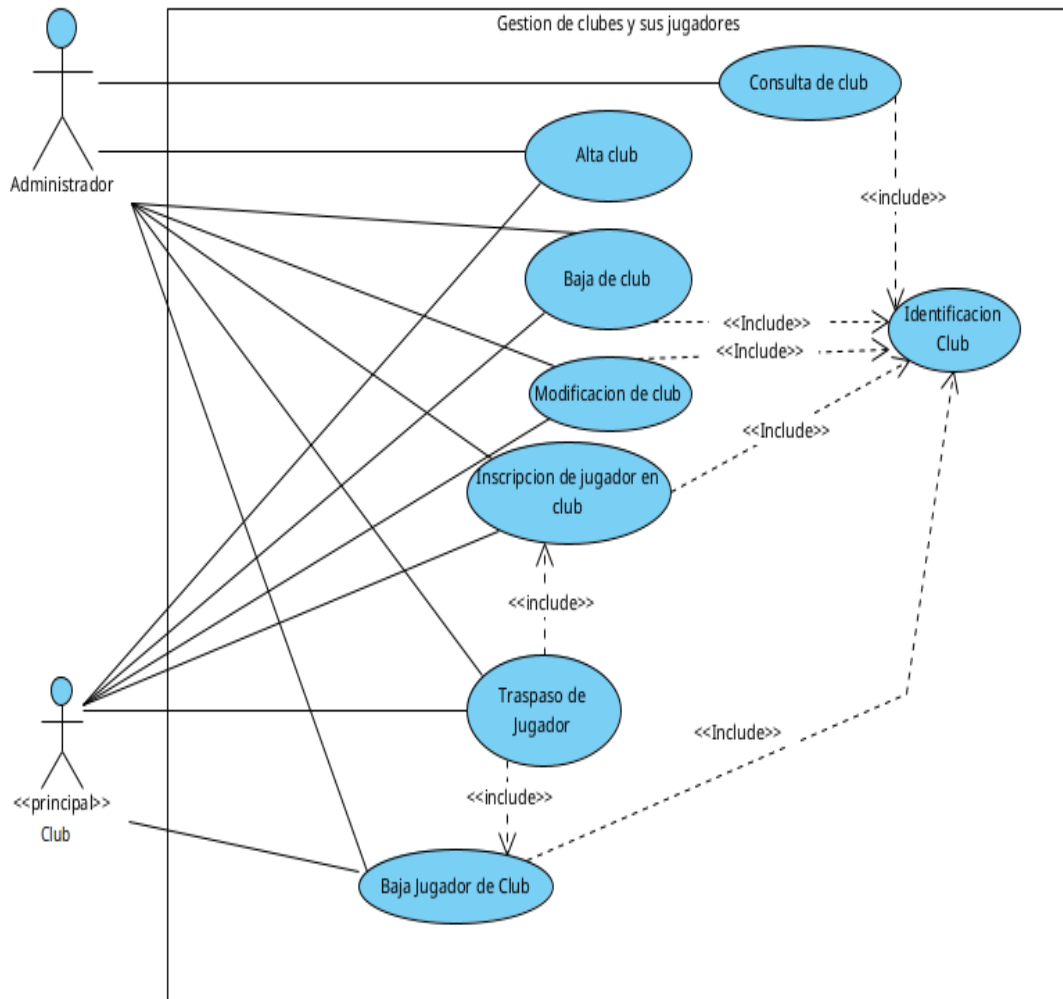 Gestion de clubes y sus jugadores
Consulta de club
Alta club
Administrador
<<include>>
Baja de club
Identificacion
Club
<<Include>>
<<Include>>
Modificacion de club
<<Include>>
Inscripcion de jugador en
club
<<include>>
Traspaso de
Jugador
<<Include>>
<<include>>
<<principal>>
Club
Baja Jugador de Club